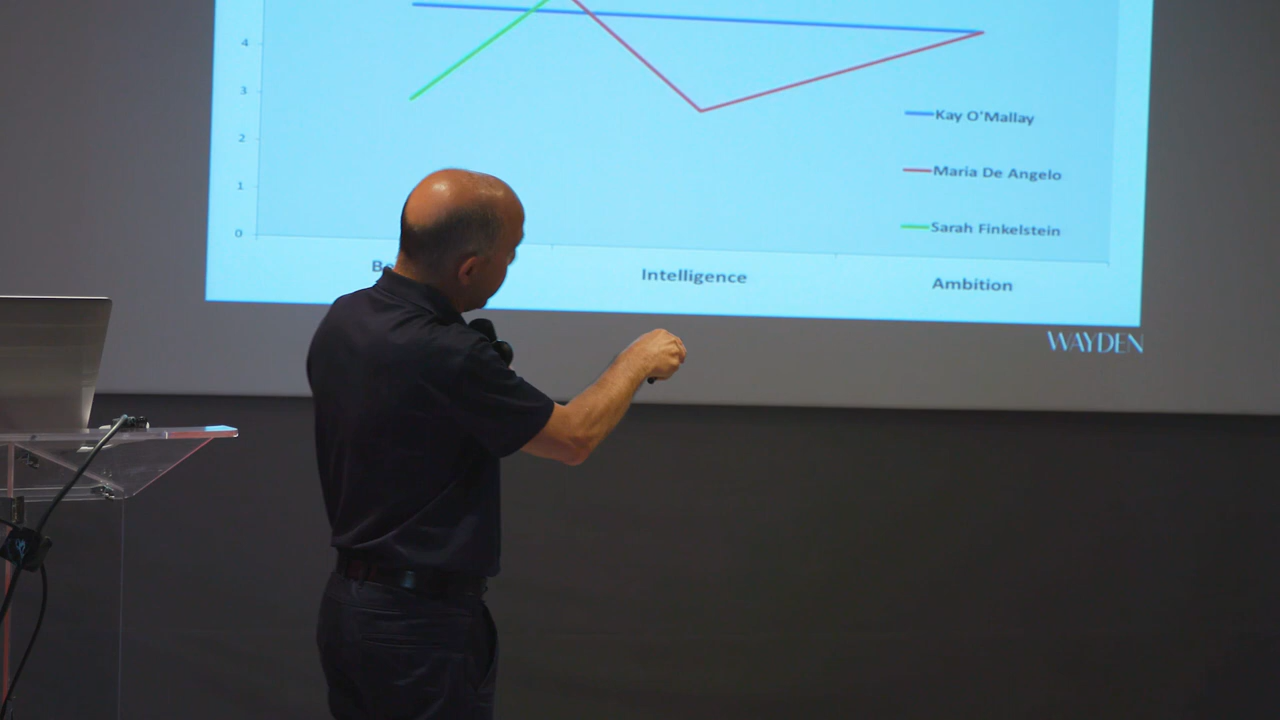 4
3
2
1
0
Kay O'Mallay
Maria De Angelo
Sarah Finkelstein
Intelligence
Ambition
WAYDEN